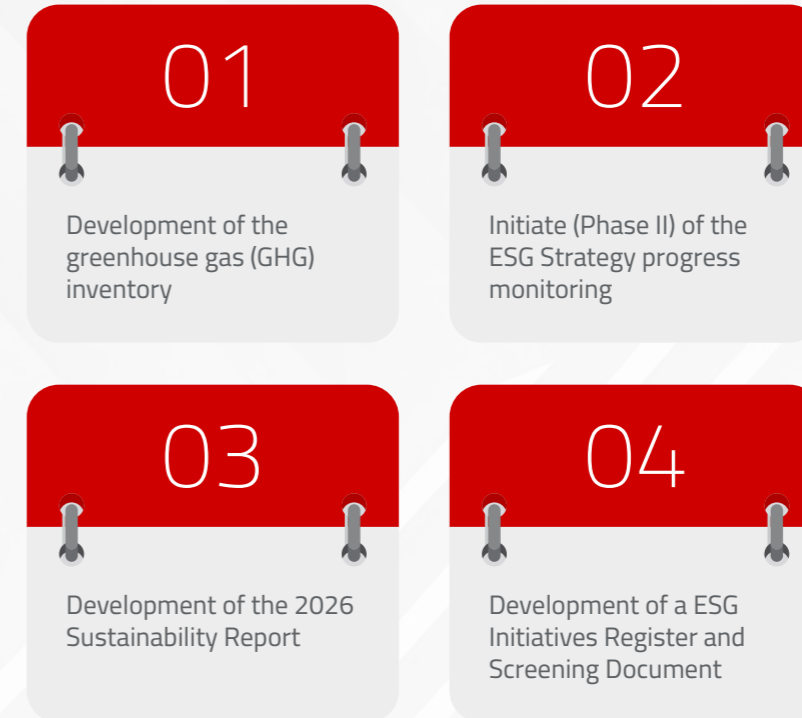 01
Development of the
greenhouse gas (GHG)
inventory
02
Initiate (Phase II) of the
ESG Strategy progress
monitoring
03
Development of the 2026
Sustainability Report
04
Development of a ESG
Initiatives Register and
Screening Document